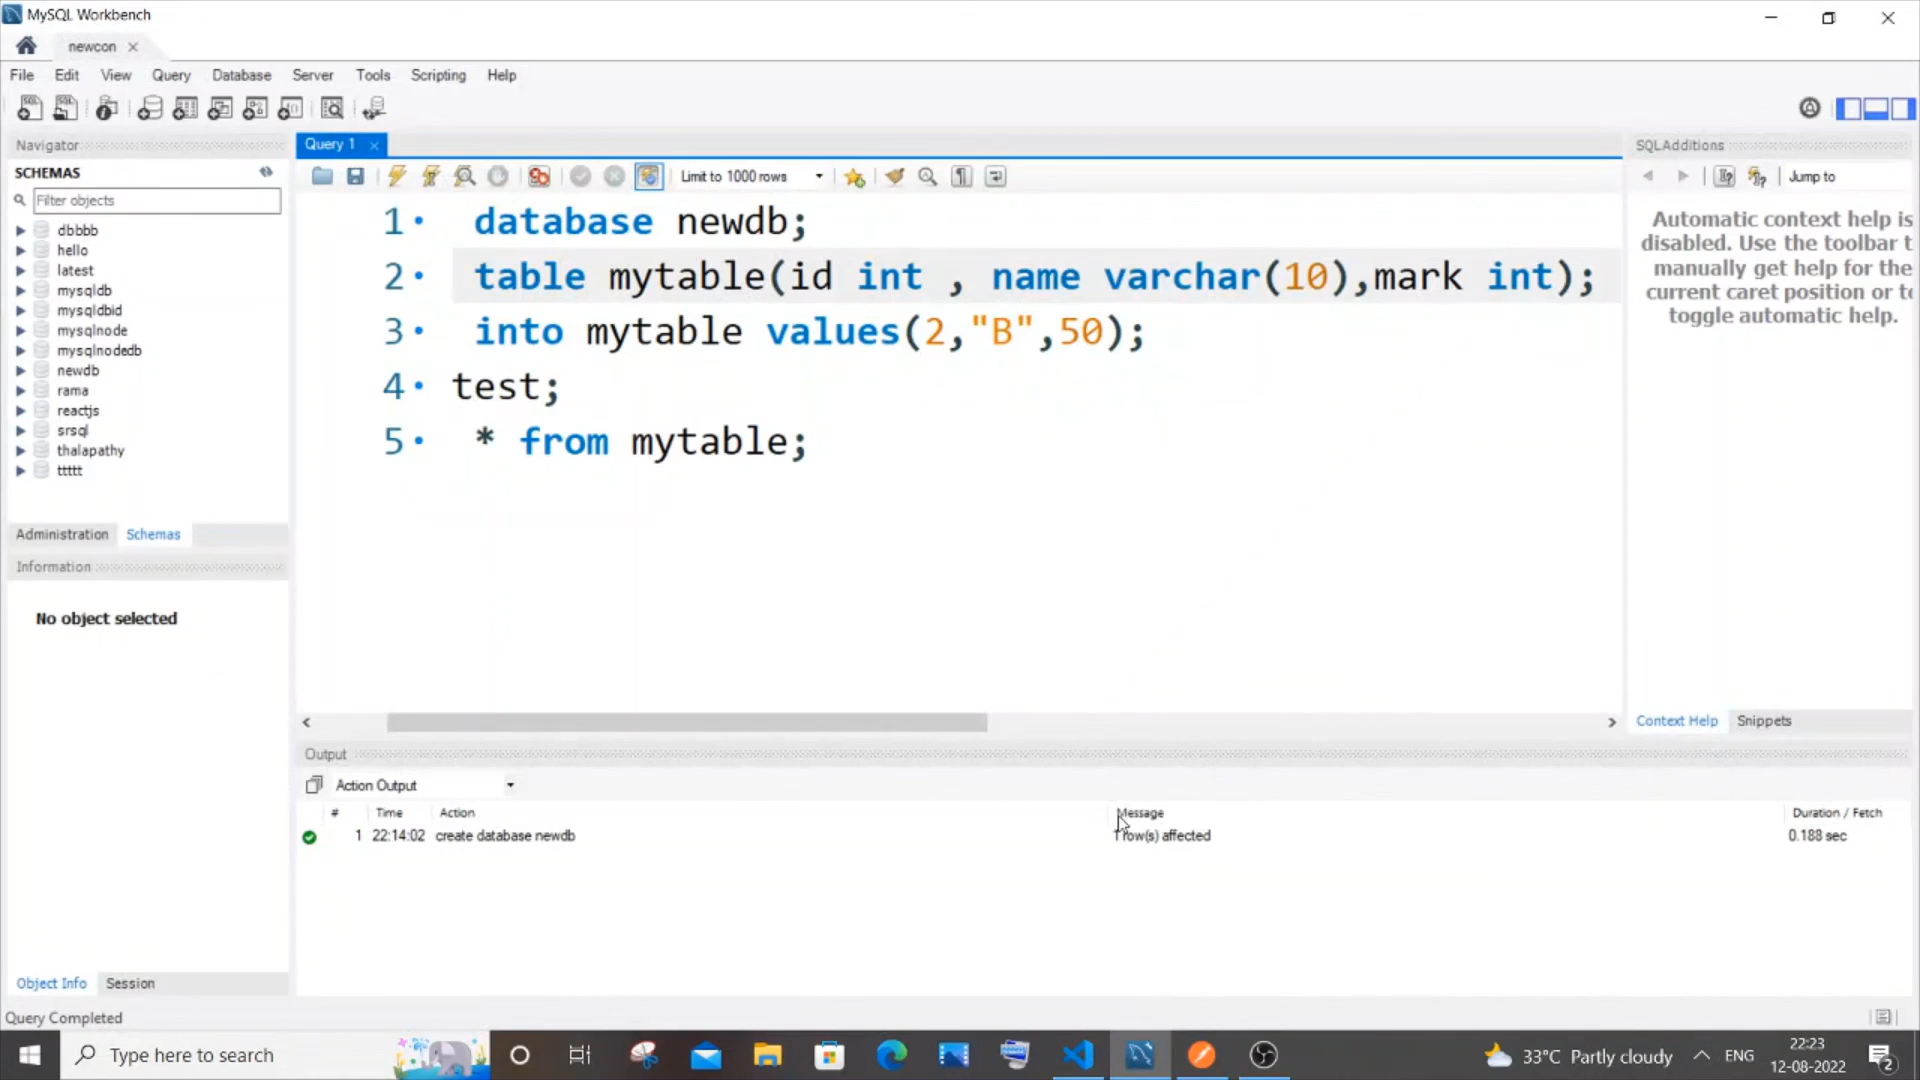 MySQL Workbench
newcon
File Edit View Query Database Server Tools Scripting Help
Navigator
SCHEMAS
Filter objects
dbbbb
hello
latest
mysqldb
mysqldbid
mysqlnode
mysqlnodedb
newdb
rama
reactjs
srsql
thalapathy
ttttt
Administration Schemas
Information
No object selected
Object Info Session
Query 1
Limit to 1000 rows
1 database newdb;
2 table mytable(id int , name varchar(10),mark int);
3 into mytable values(2,"B",50);
4 test;
5 * from mytable;
SQLAdditions
Jump to
Automatic context help is
disabled. Use the toolbar t
manually get help for the
current caret position or to
toggle automatic help.
Context Help Snippets
Output
Action Output
# Time Action Message Duration / Fetch
1 22:14:02 create database newdb 1 row(s) affected 0.188 sec
Query Completed
Type here to search
33°C Partly cloudy
ENG
22:23
12-08-2022
2